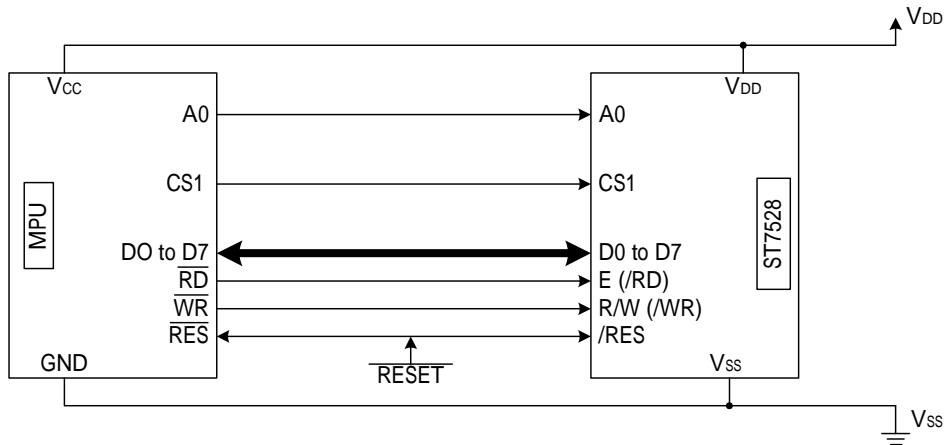 VDD
VCC
VDD
A0
A0
CS1
CS1
MPU
ST7528
DO to D7
D0 to D7
RD
E (/RD)
WR
R/W (/WR)
RES
/RES
GND
RESET
VSS
VSS